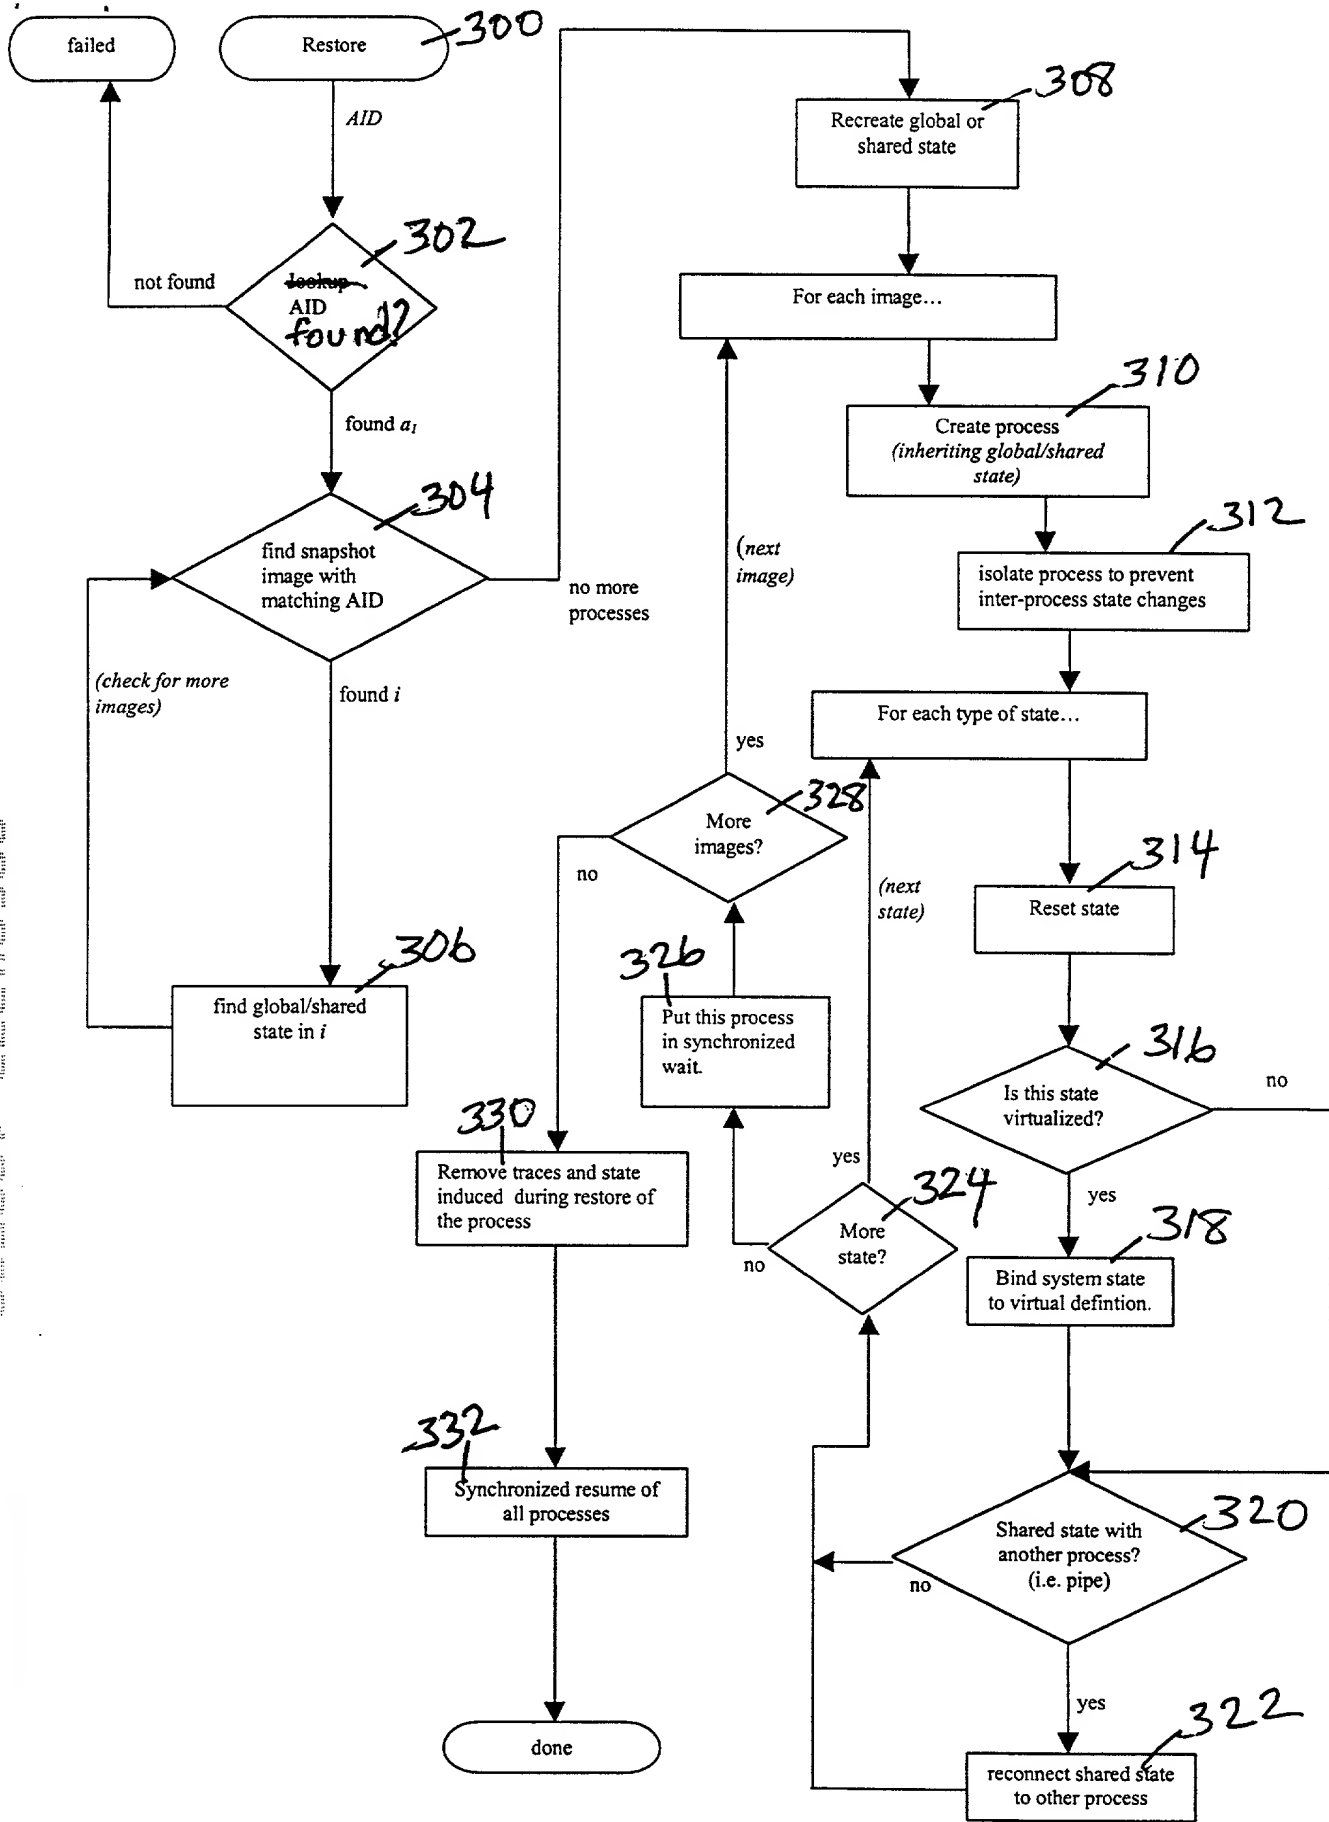 failed
Restore
300
AID
308
Recreate global or
shared state
302
not found
lookup
AID
found?
For each image...
found a1
310
Create process
(inheriting global/shared
state)
304
find snapshot
image with
matching AID
no more
processes
(next
image)
312
isolate process to prevent
inter-process state changes
(check for more
images)
found i
For each type of state...
yes
328
More
images?
no
(next
state)
314
Reset state
306
find global/shared
state in i
326
Put this process
in synchronized
wait.
316
Is this state
virtualized?
no
330
Remove traces and state
induced during restore of
the process
yes
324
More
state?
no
yes
318
Bind system state
to virtual defintion.
332
Synchronized resume of
all processes
320
Shared state with
another process?
(i.e. pipe)
no
yes
322
done
reconnect shared state
to other process